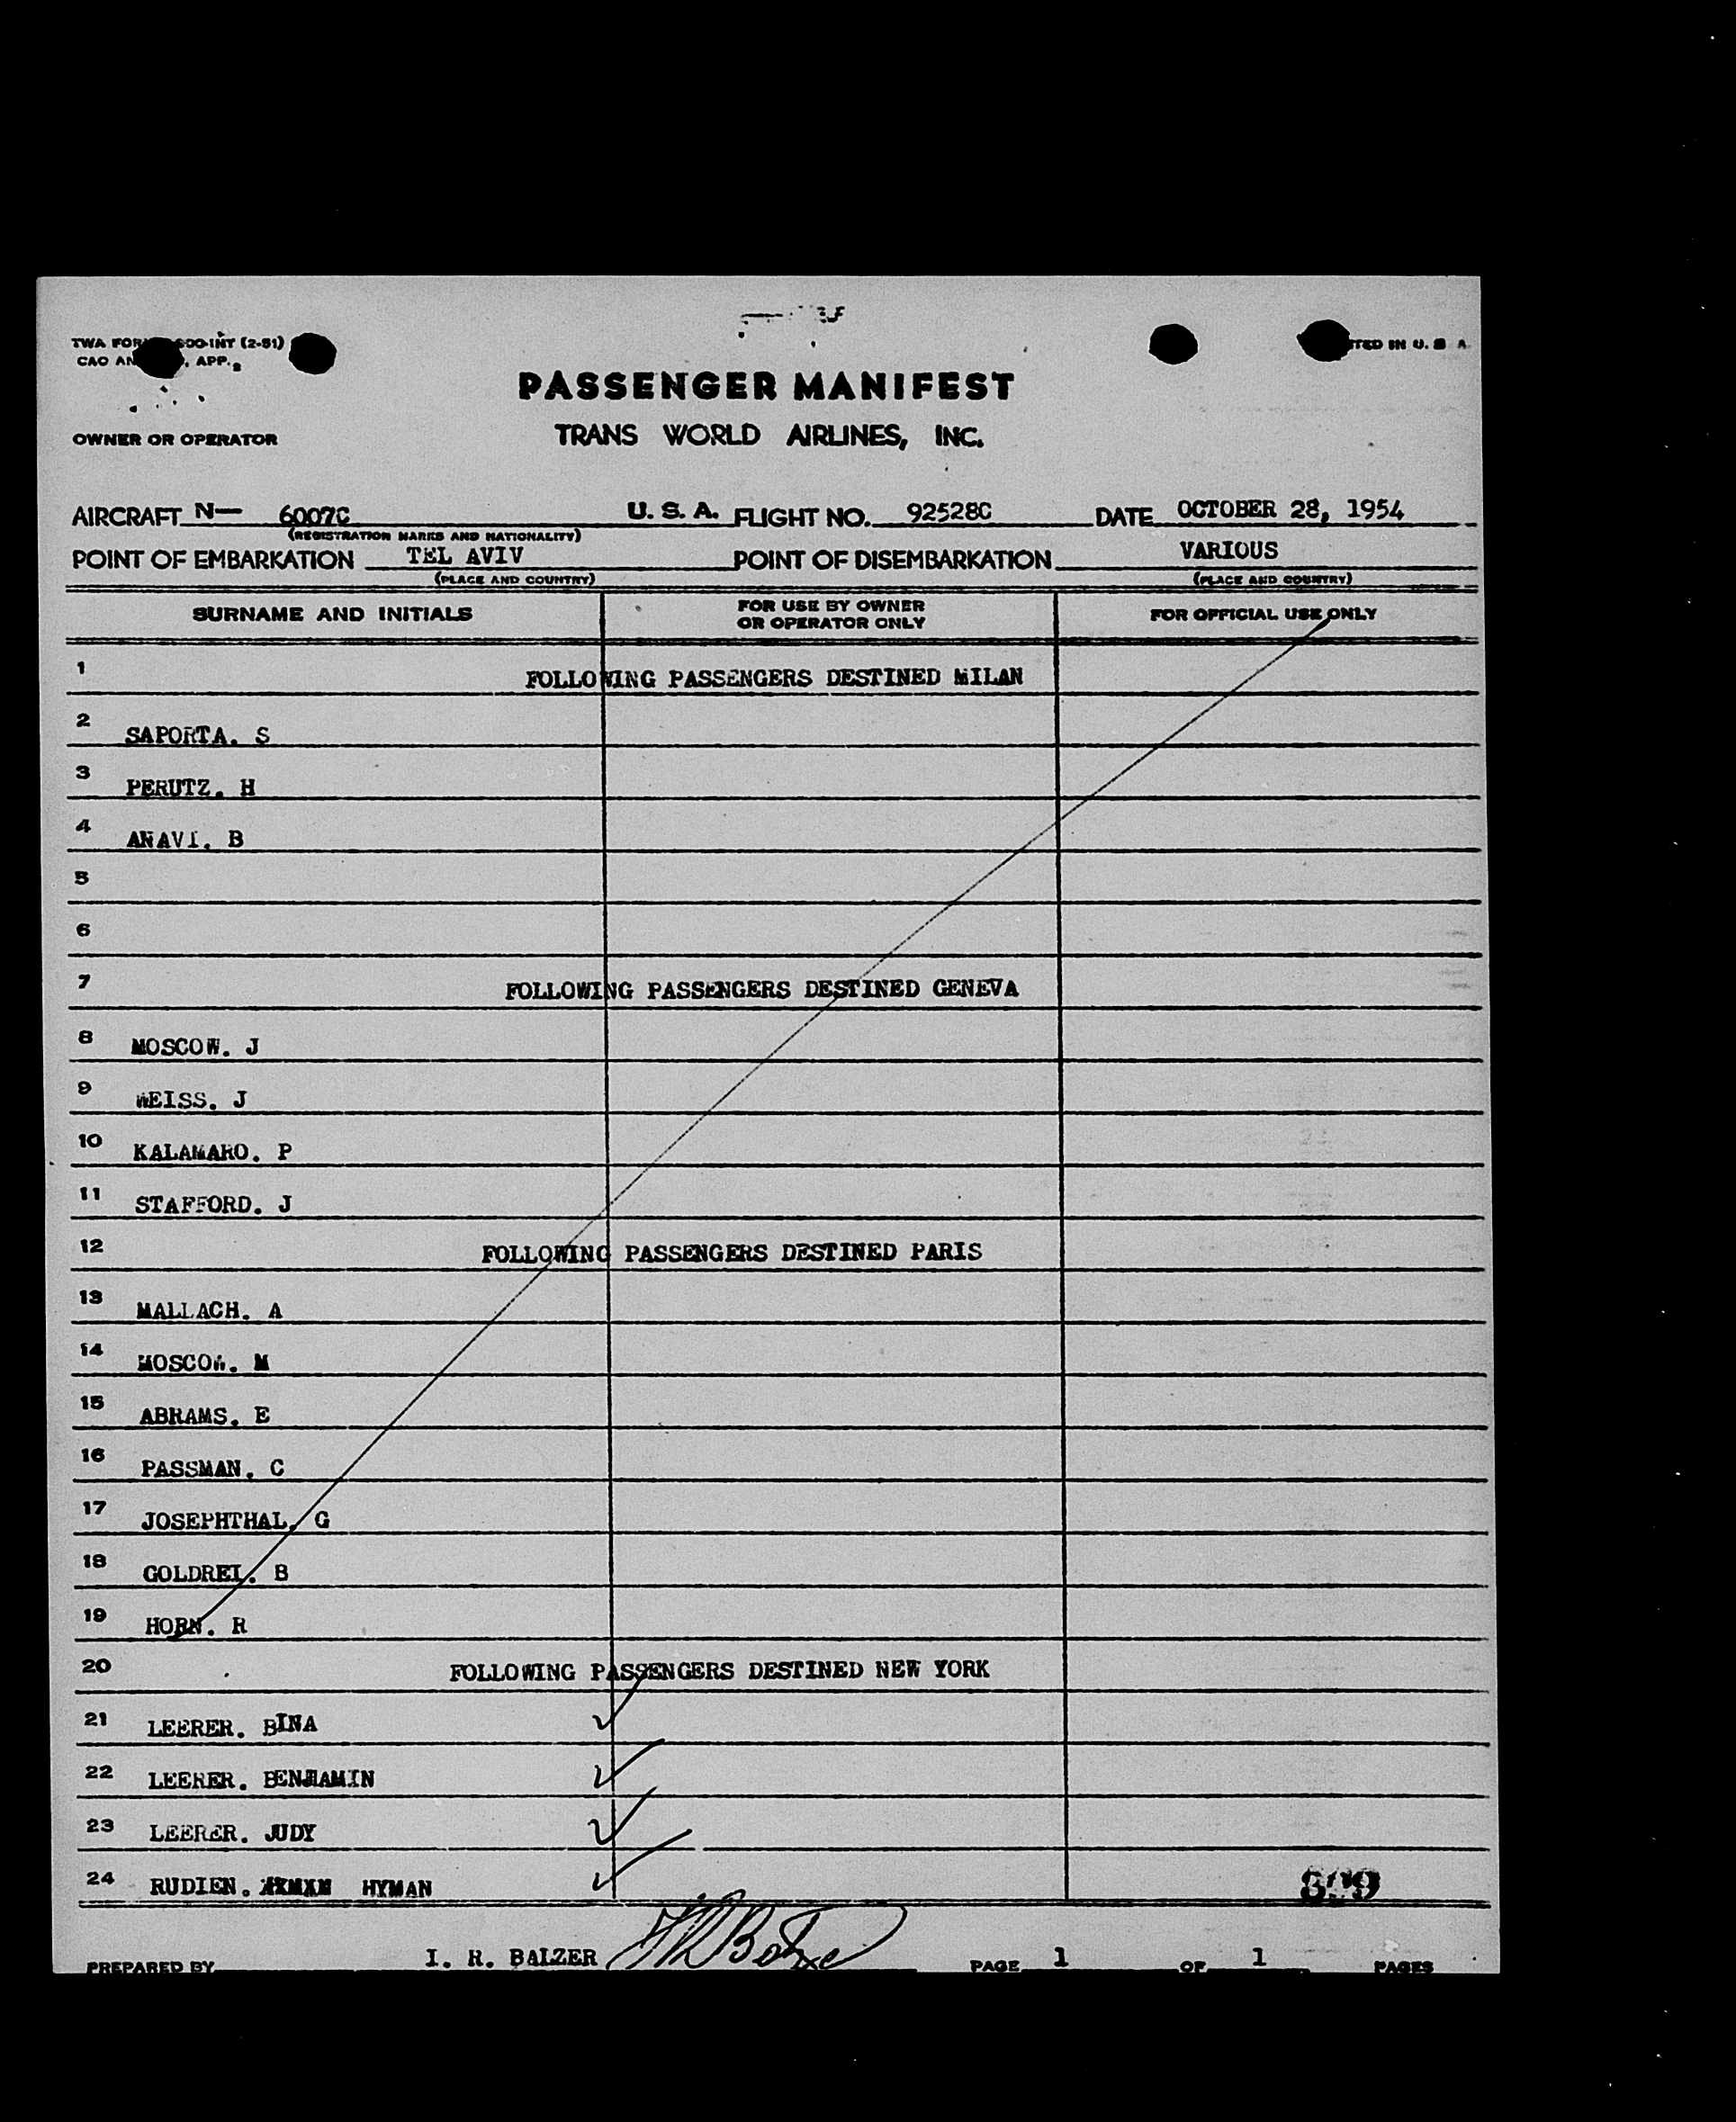 TWA FOR 600-INT (2-51)
CAO AN , APP. 2
TED IN U. S A.
PASSENGER MANIFEST
OWNER OR OPERATOR
TRANS WORLD AIRLINES, INC.
AIRCRAFT N— 6007C U. S. A. FLIGHT NO. 92528C DATE OCTOBER 28, 1954
(REGISTRATION MARKS AND NATIONALITY)
POINT OF EMBARKATION TEL AVIV POINT OF DISEMBARKATION VARIOUS
(PLACE AND COUNTRY) (PLACE AND COUNTRY)
SURNAME AND INITIALS FOR USE BY OWNER OR OPERATOR ONLY FOR OFFICIAL USE ONLY
1 FOLLOWING PASSENGERS DESTINED MILAN
2 SAPORTA. S
3 PERUTZ. H
4 ANAVI. B
5
6
7 FOLLOWING PASSENGERS DESTINED GENEVA
8 MOSCOW. J
9 WEISS. J
10 KALAMARO. P
11 STAFFORD. J
12 FOLLOWING PASSENGERS DESTINED PARIS
13 MALLACH. A
14 MOSCOW. M
15 ABRAMS. E
16 PASSMAN. C
17 JOSEPHTHAL. G
18 GOLDREI. B
19 HORN. R
20 FOLLOWING PASSENGERS DESTINED NEW YORK
21 LEERER. BINA
22 LEERER. BENJAMIN
23 LEERER. JUDY
24 RUDIEN. HYMAN
PREPARED BY I. R. BALZER PAGE 1 OF 1 PAGES